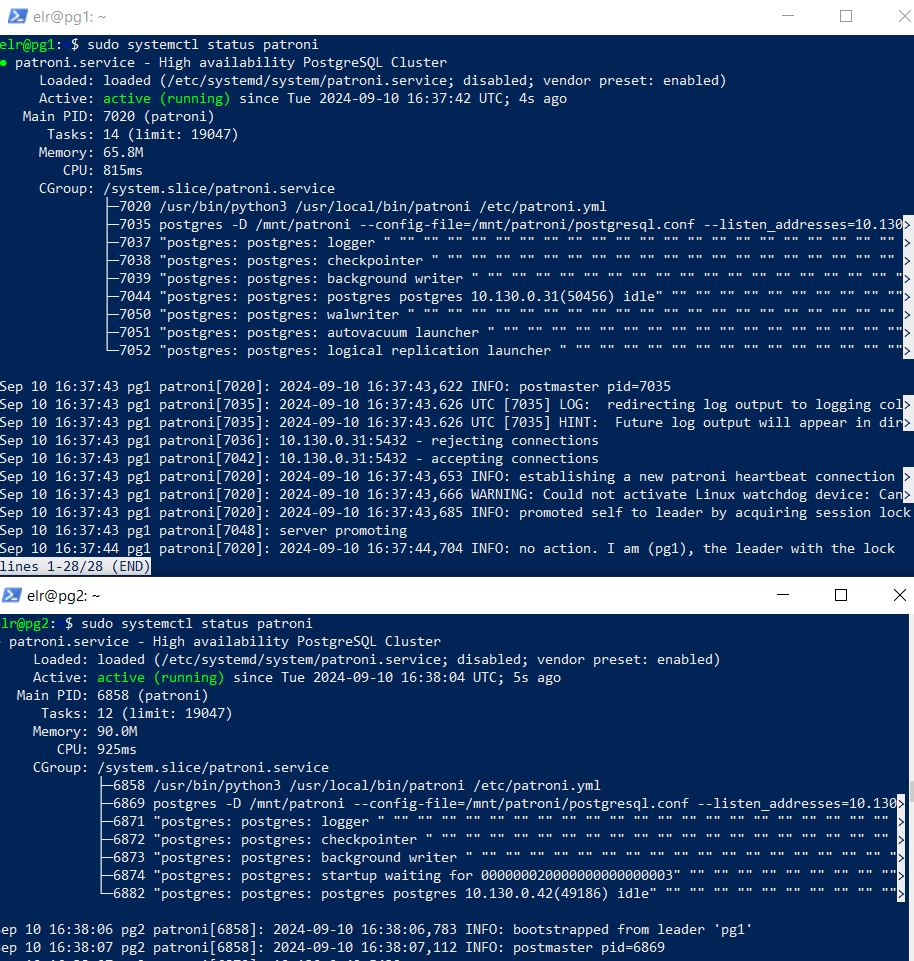 elr@pg1: ~
elr@pg1: $ sudo systemctl status patroni
● patroni.service - High availability PostgreSQL Cluster
Loaded: loaded (/etc/systemd/system/patroni.service; disabled; vendor preset: enabled)
Active: active (running) since Tue 2024-09-10 16:37:42 UTC; 4s ago
Main PID: 7020 (patroni)
Tasks: 14 (limit: 19047)
Memory: 65.8M
CPU: 815ms
CGroup: /system.slice/patroni.service
├─7020 /usr/bin/python3 /usr/local/bin/patroni /etc/patroni.yml
├─7035 postgres -D /mnt/patroni --config-file=/mnt/patroni/postgresql.conf --listen_addresses=10.130>
├─7037 "postgres: postgres: logger " "" "" "" "" "" "" "" "" "" "" "" "" "" "" "" "" "" "" "" "" "" >
├─7038 "postgres: postgres: checkpointer " "" "" "" "" "" "" "" "" "" "" "" "" "" "" "" "" "" "" "" >
├─7039 "postgres: postgres: background writer " "" "" "" "" "" "" "" "" "" "" "" "" "" "" "" "" "" "">
├─7044 "postgres: postgres: postgres postgres 10.130.0.31(50456) idle" "" "" "" "" "" "" "" "" "" "">
├─7050 "postgres: postgres: walwriter " "" "" "" "" "" "" "" "" "" "" "" "" "" "" "" "" "" "" "" "" >
├─7051 "postgres: postgres: autovacuum launcher " "" "" "" "" "" "" "" "" "" "" "" "" "" "" "" "" "">
└─7052 "postgres: postgres: logical replication launcher " "" "" "" "" "" "" "" "" "" "" "" "" "" "">
Sep 10 16:37:43 pg1 patroni[7020]: 2024-09-10 16:37:43,622 INFO: postmaster pid=7035
Sep 10 16:37:43 pg1 patroni[7035]: 2024-09-10 16:37:43.626 UTC [7035] LOG:  redirecting log output to logging col>
Sep 10 16:37:43 pg1 patroni[7035]: 2024-09-10 16:37:43.626 UTC [7035] HINT:  Future log output will appear in dir>
Sep 10 16:37:43 pg1 patroni[7036]: 10.130.0.31:5432 - rejecting connections
Sep 10 16:37:43 pg1 patroni[7042]: 10.130.0.31:5432 - accepting connections
Sep 10 16:37:43 pg1 patroni[7020]: 2024-09-10 16:37:43,653 INFO: establishing a new patroni heartbeat connection >
Sep 10 16:37:43 pg1 patroni[7020]: 2024-09-10 16:37:43,666 WARNING: Could not activate Linux watchdog device: Can>
Sep 10 16:37:43 pg1 patroni[7020]: 2024-09-10 16:37:43,685 INFO: promoted self to leader by acquiring session lock
Sep 10 16:37:43 pg1 patroni[7048]: server promoting
Sep 10 16:37:44 pg1 patroni[7020]: 2024-09-10 16:37:44,704 INFO: no action. I am (pg1), the leader with the lock
lines 1-28/28 (END)
elr@pg2: ~
lr@pg2: $ sudo systemctl status patroni
patroni.service - High availability PostgreSQL Cluster
Loaded: loaded (/etc/systemd/system/patroni.service; disabled; vendor preset: enabled)
Active: active (running) since Tue 2024-09-10 16:38:04 UTC; 5s ago
Main PID: 6858 (patroni)
Tasks: 12 (limit: 19047)
Memory: 90.0M
CPU: 925ms
CGroup: /system.slice/patroni.service
├─6858 /usr/bin/python3 /usr/local/bin/patroni /etc/patroni.yml
├─6869 postgres -D /mnt/patroni --config-file=/mnt/patroni/postgresql.conf --listen_addresses=10.130>
├─6871 "postgres: postgres: logger " "" "" "" "" "" "" "" "" "" "" "" "" "" "" "" "" "" "" "" "" "" >
├─6872 "postgres: postgres: checkpointer " "" "" "" "" "" "" "" "" "" "" "" "" "" "" "" "" "" "" "" >
├─6873 "postgres: postgres: background writer " "" "" "" "" "" "" "" "" "" "" "" "" "" "" "" "" "" "">
├─6874 "postgres: postgres: startup waiting for 000000020000000000000003" "" "" "" "" "" "" "" "" "">
└─6882 "postgres: postgres: postgres postgres 10.130.0.42(49186) idle" "" "" "" "" "" "" "" "" "" "">
ep 10 16:38:06 pg2 patroni[6858]: 2024-09-10 16:38:06,783 INFO: bootstrapped from leader 'pg1'
ep 10 16:38:07 pg2 patroni[6858]: 2024-09-10 16:38:07,112 INFO: postmaster pid=6869